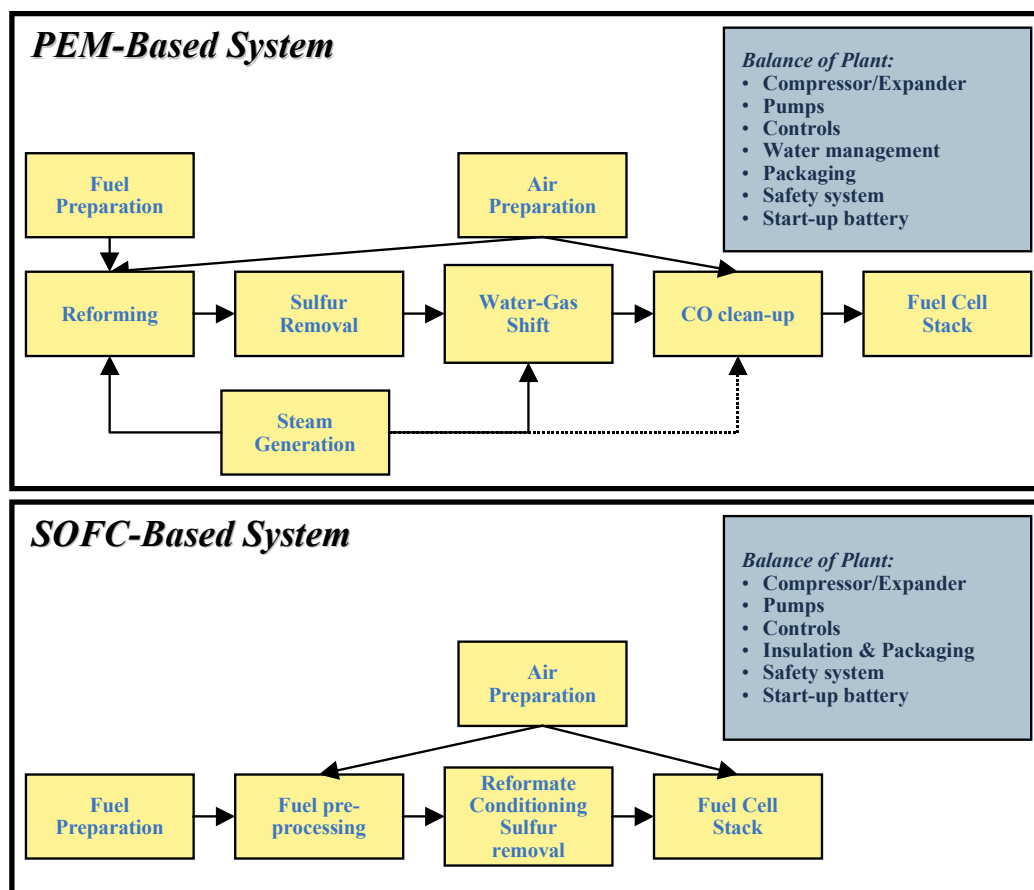 PEM-Based System
Balance of Plant:
• Compressor/Expander
• Pumps
• Controls
• Water management
• Packaging
• Safety system
• Start-up battery
Fuel
Preparation
Air
Preparation
Reforming
Sulfur
Removal
Water-Gas
Shift
CO clean-up
Fuel Cell
Stack
Steam
Generation
SOFC-Based System
Balance of Plant:
• Compressor/Expander
• Pumps
• Controls
• Insulation & Packaging
• Safety system
• Start-up battery
Air
Preparation
Fuel
Preparation
Fuel pre-
processing
Reformate
Conditioning
Sulfur
removal
Fuel Cell
Stack